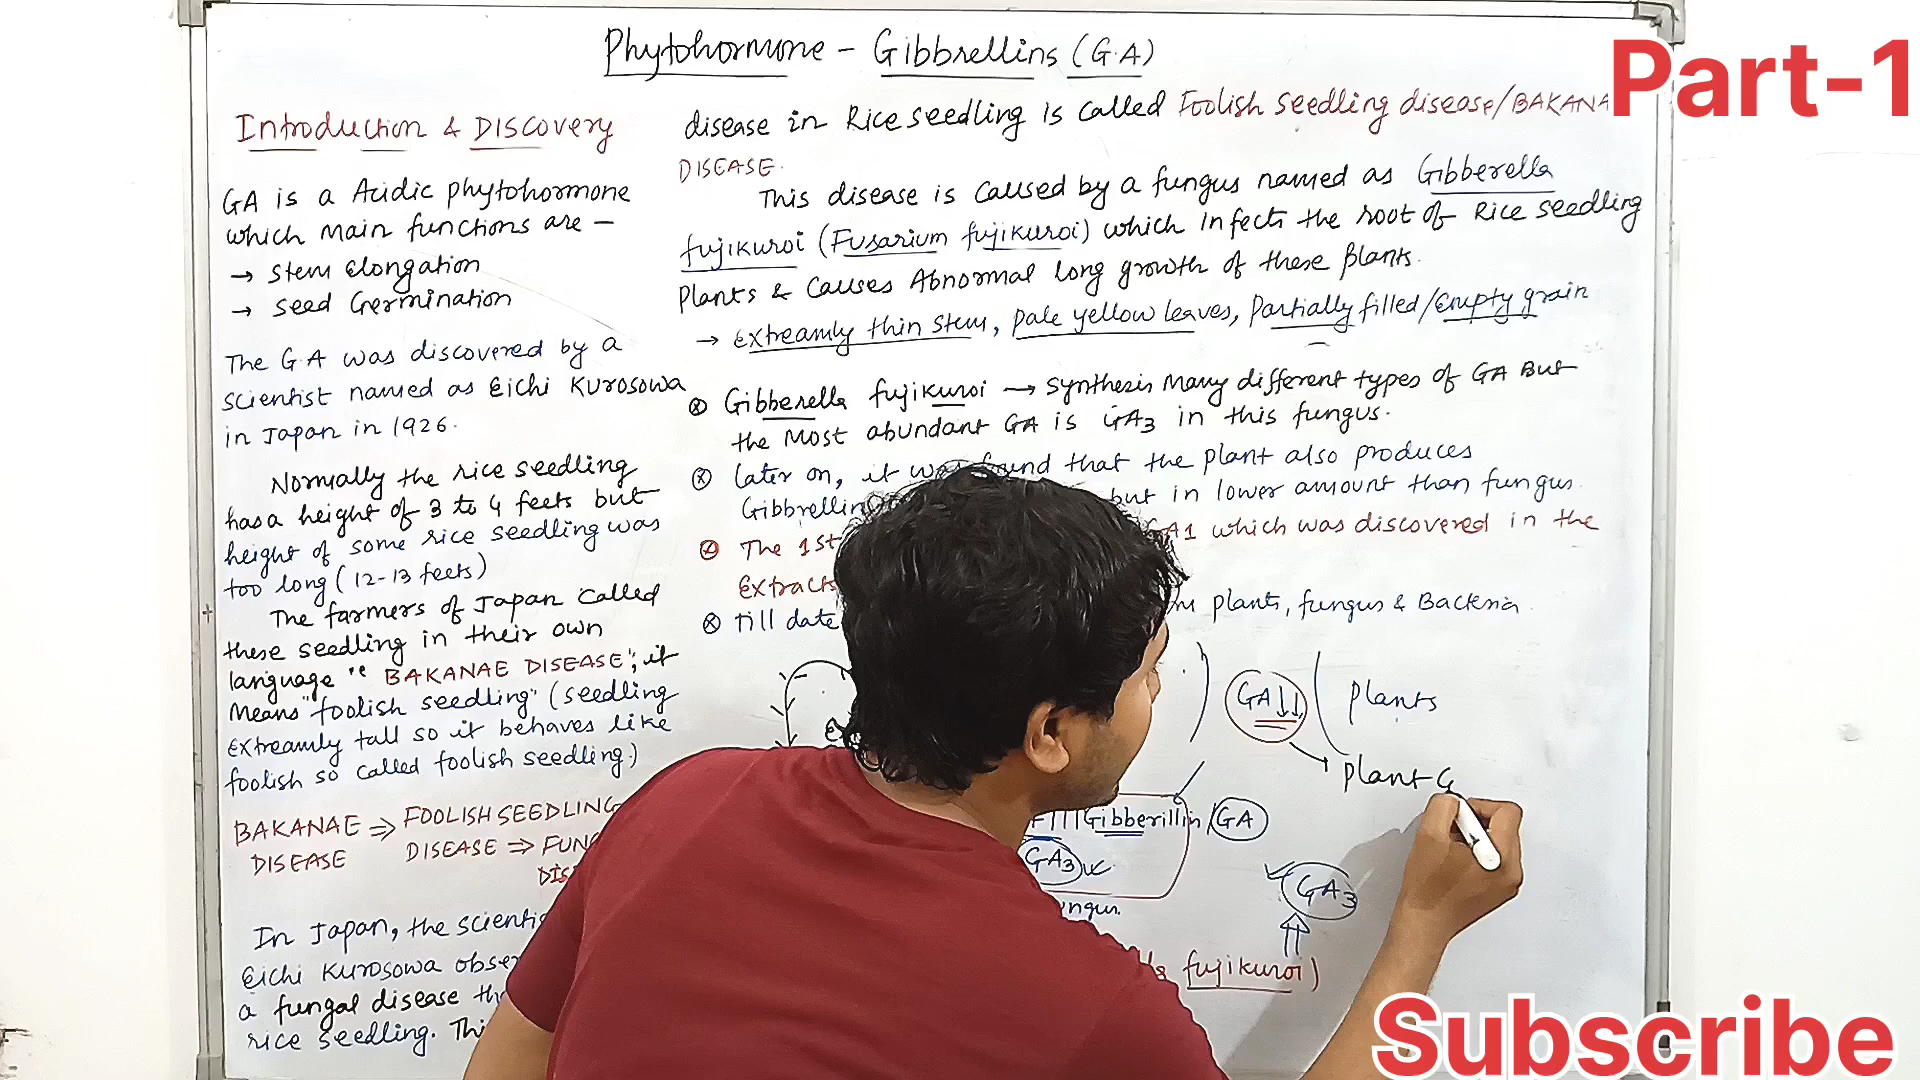 Phytohormone - Gibbrellins (G.A)
Part-1
Introduction & DISCOVERY
GA is a Acidic phytohormone
which main functions are —
→ Stem Elongation
→ Seed Germination
The G.A was discovered by a
scientist named as Eichi Kurosowa
in Japan in 1926.
Normally the rice seedling
has a height of 3 to 4 feets but
height of some rice seedling was
too long (12-13 feets)
The farmers of Japan called
these seedling in their own
language "BAKANAE DISEASE", it
Means "foolish seedling" (seedling
extreamly tall so it behaves like
foolish so called foolish seedling.)
BAKANAE ⇒ FOOLISH SEEDLING
DISEASE DISEASE ⇒
In Japan, the
Eichi Kurosowa
a fungal disease
rice seedling.
disease in Rice seedling is called Foolish seedling disease/BAKANA
DISEASE.
This disease is caused by a fungus named as Gibberella
fujikuroi (Fusarium fujikuroi) which infects the root of Rice seedling
plants & causes Abnormal long growth of these plants.
→ extreamly thin stem, pale yellow leaves, Partially filled/empty grain
Gibberella fujikuroi → synthesis many different types of GA But
the most abundant GA is GA3 in this fungus.
later on, it was found that the plant also produces
Gibbrellin but in lower amount than fungus.
The 1st GA1 which was discovered in the
Extracts
till date plants, fungus & Bacteria.
GA↓↓ ( Plants
→ plant G
Gibberillin/GA
GA3
GA3
fujikuroi)
Subscribe